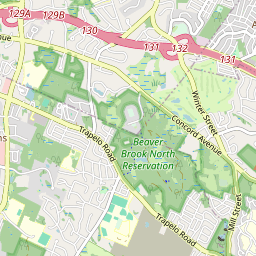 129A
129B
130
131
132
131
venue
Winter Street
Concord Avenue
Trapelo Road
Beaver
Brook North
Reservation
Mill Street
Trapelo Road